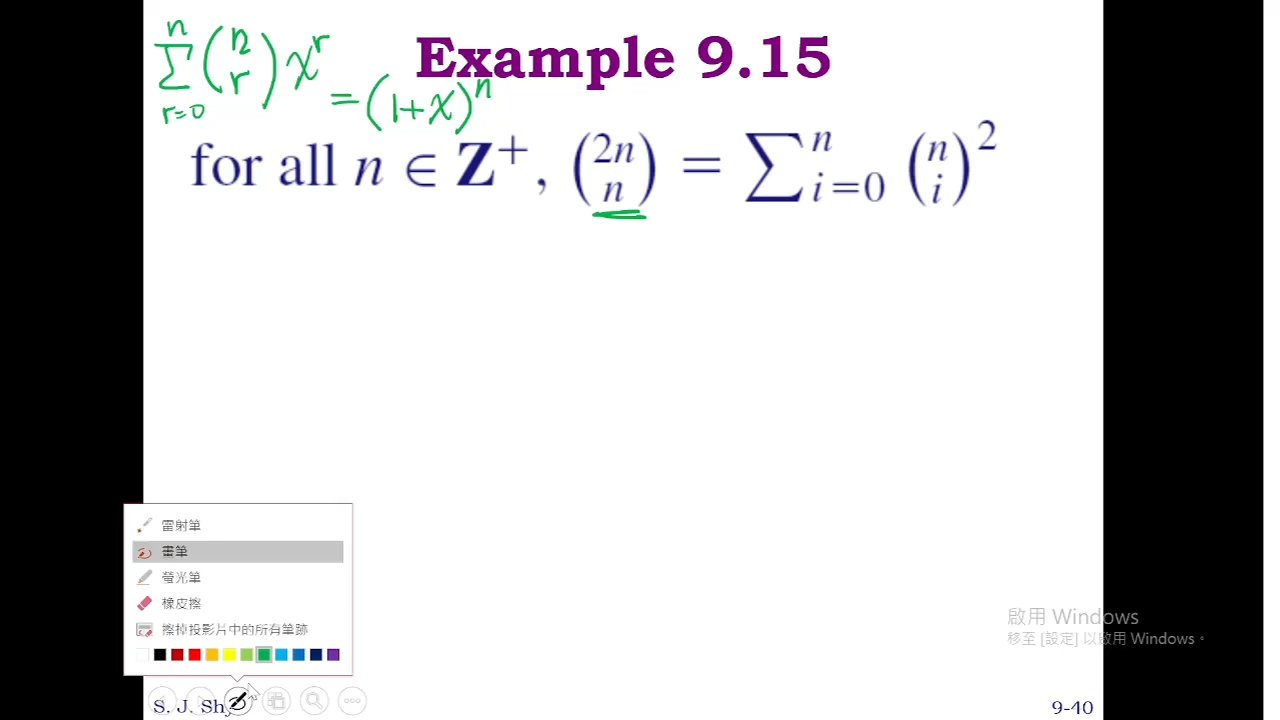 Example 9.15
n
∑ (n r) x^r = (1+x)^n
r=0
for all n ∈ Z⁺, (2n n) = ∑ⁿ i=0 (n i)²
雷射筆
畫筆
螢光筆
橡皮擦
擦掉投影片中的所有筆跡
啟用 Windows
移至 [設定] 以啟用 Windows。
S. J. Shy
9-40